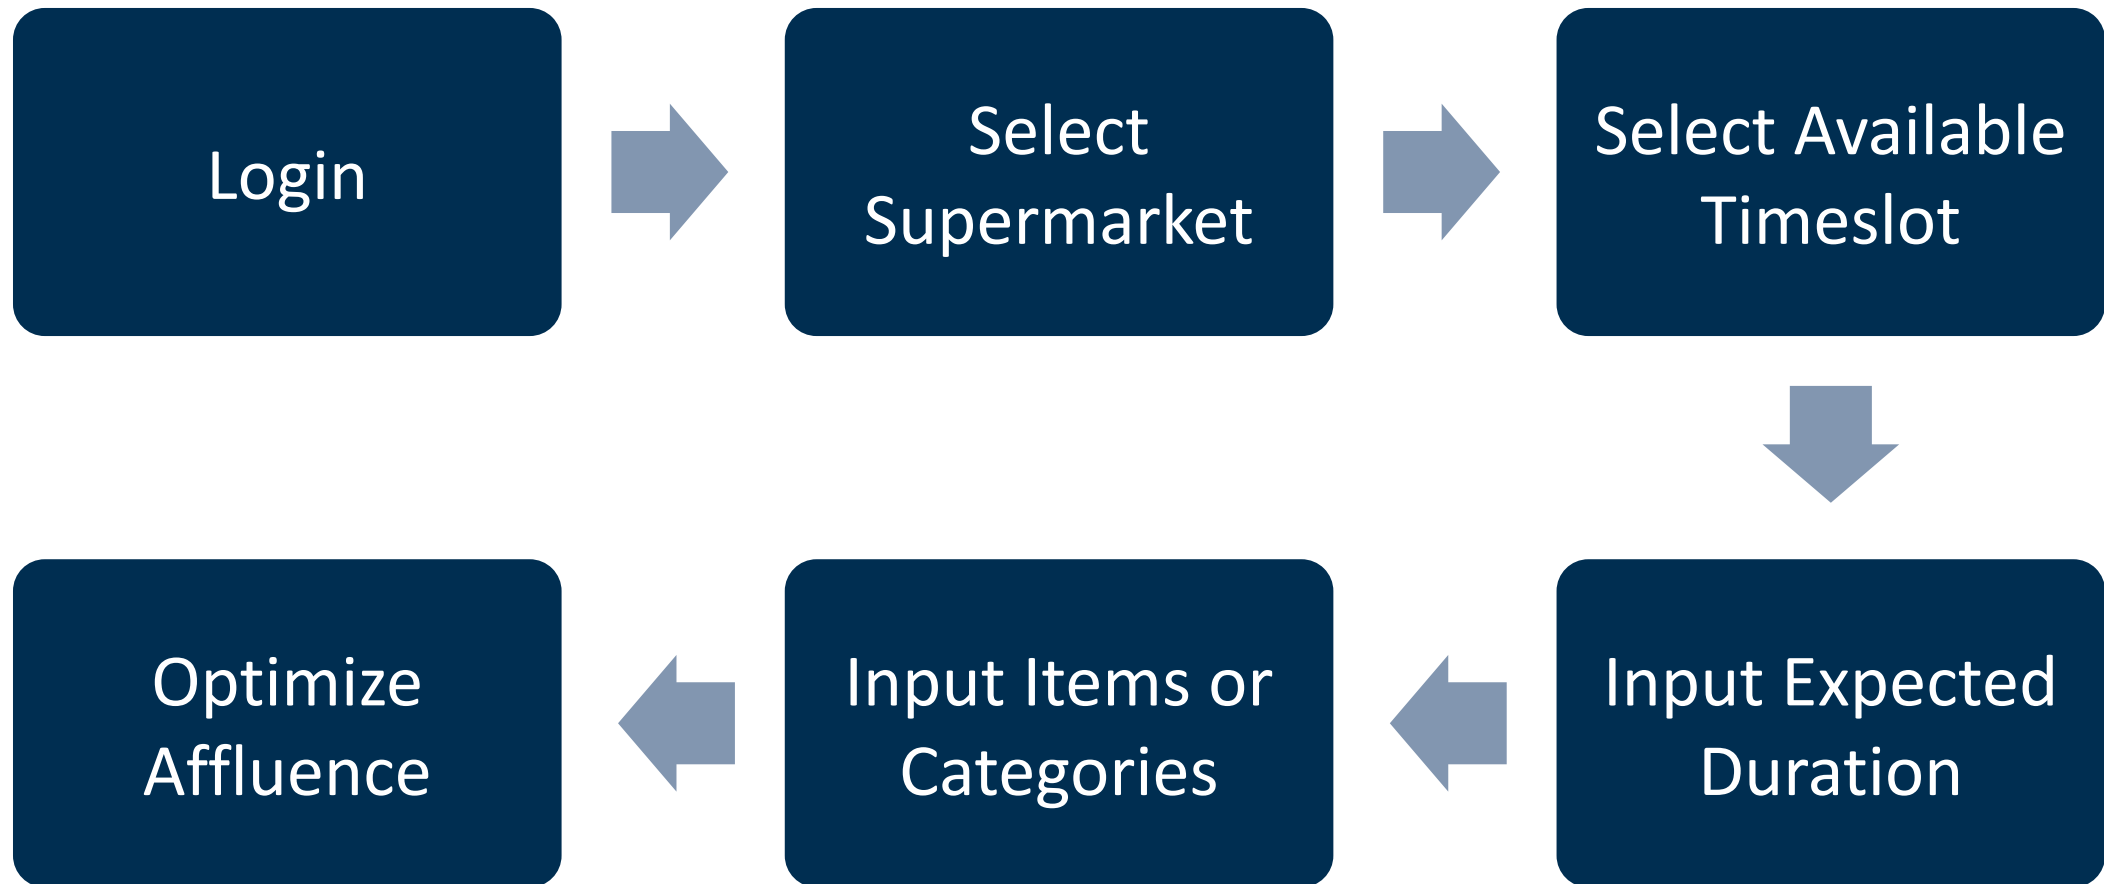 Login
Select
Supermarket
Select Available
Timeslot
Input Expected
Duration
Input Items or
Categories
Optimize
Affluence